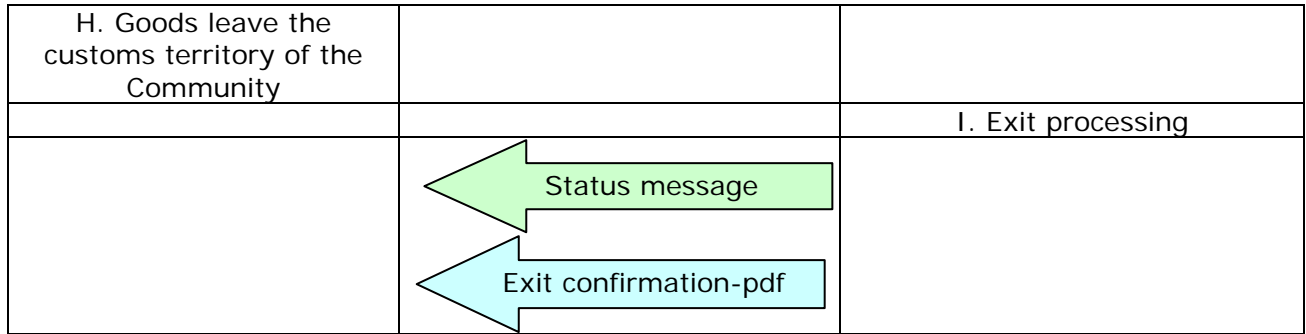 H. Goods leave the
customs territory of the
Community
I. Exit processing
Status message
Exit confirmation-pdf